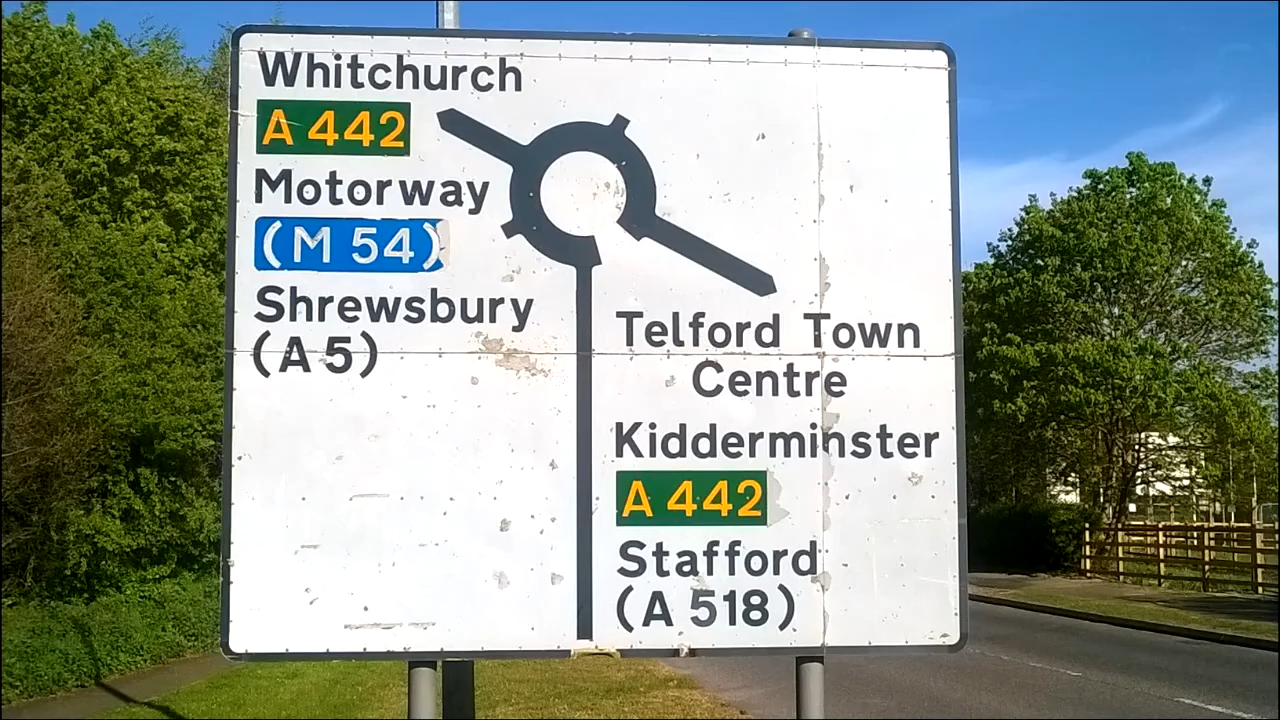 Whitchurch
A 442
Motorway
(M 54)
Shrewsbury
(A 5)
Telford Town
Centre
Kidderminster
A 442
Stafford
(A 518)